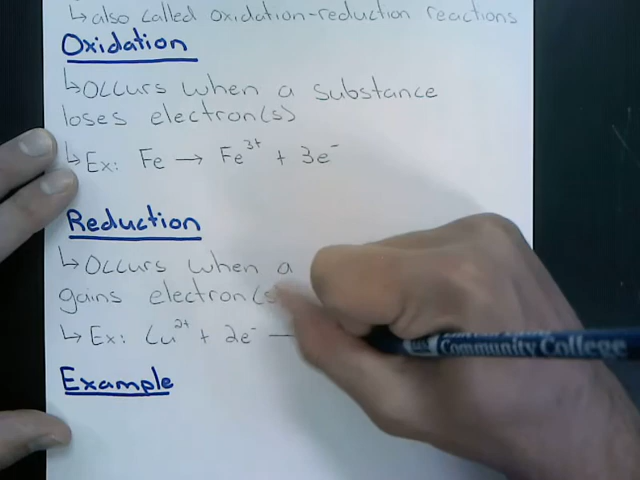 ↳also called oxidation-reduction reactions
Oxidation
↳Occurs when a substance
loses electron(s)
↳Ex: Fe → Fe³⁺ + 3e⁻
Reduction
↳Occurs when a
gains electron(s
↳Ex: Cu²⁺ + 2e⁻ —
Example
Community College